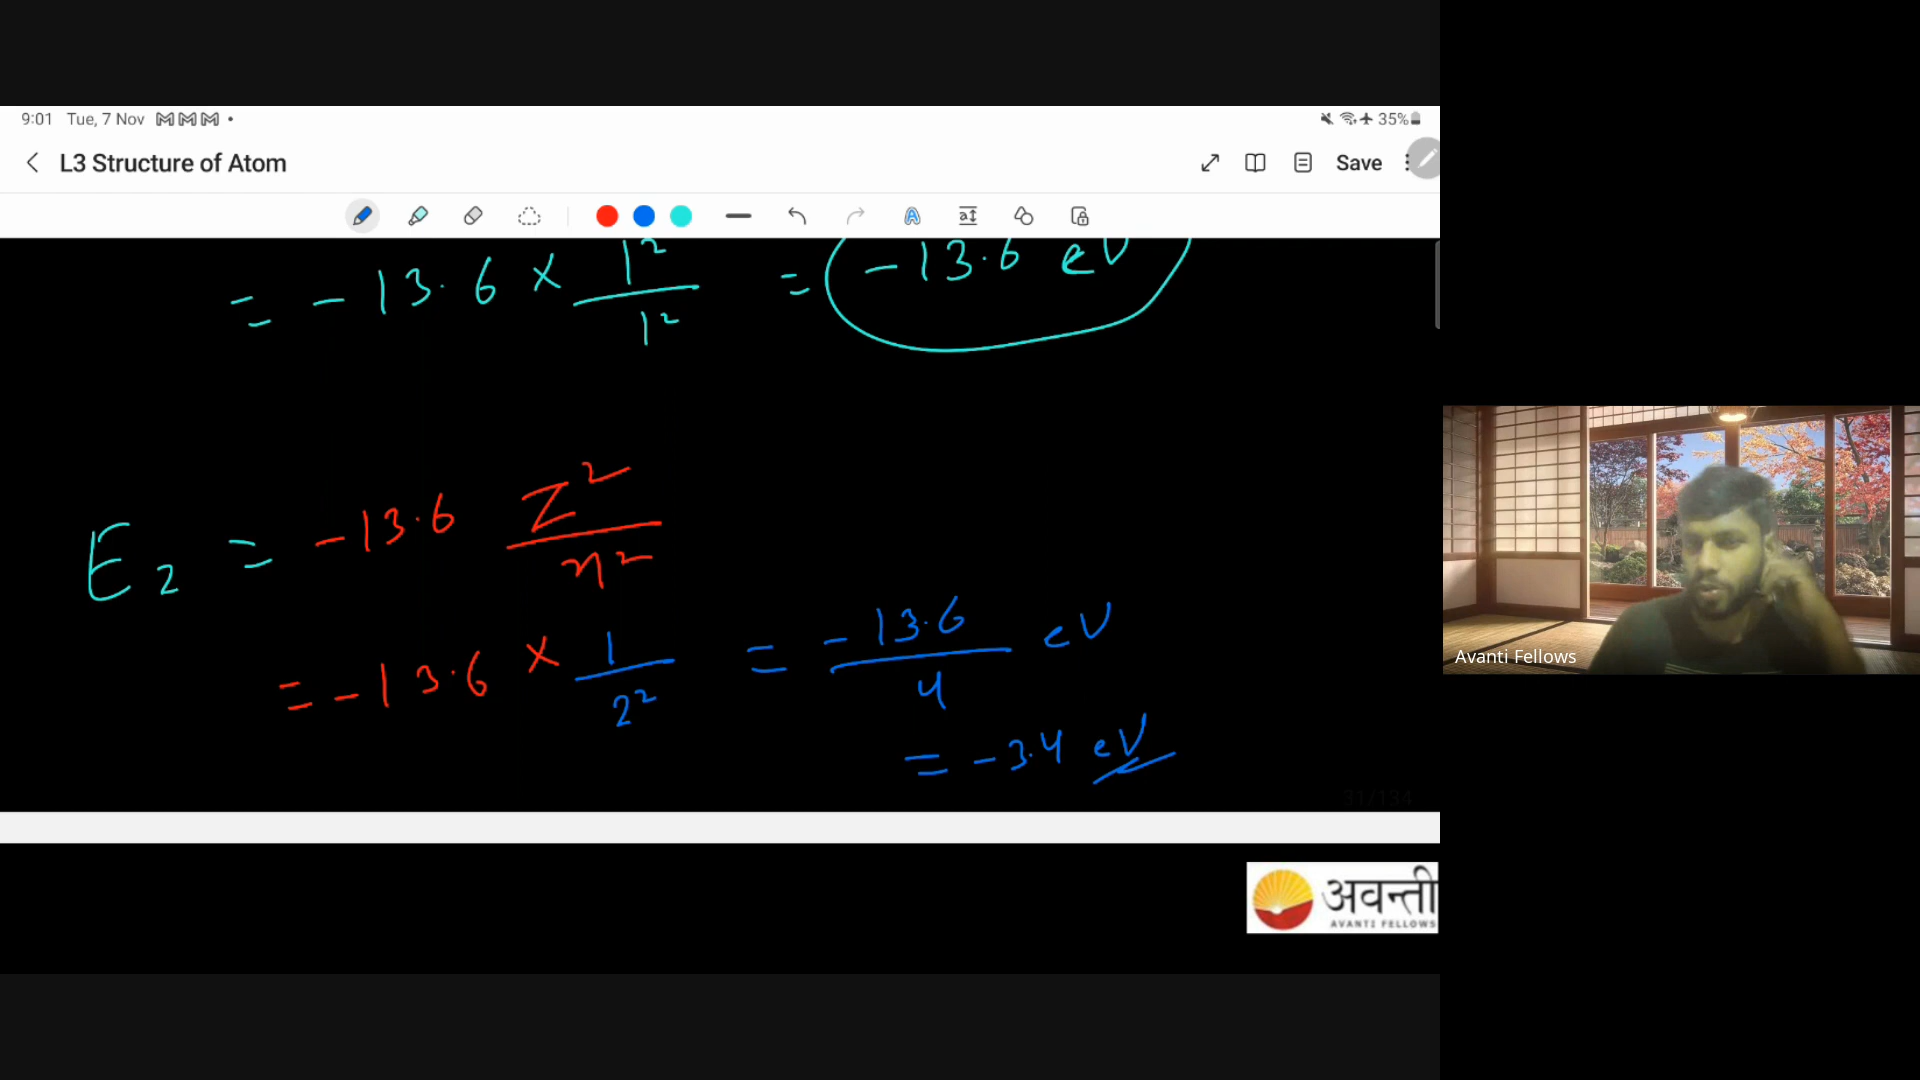 9:01 Tue, 7 Nov 35%
L3 Structure of Atom Save
= -13.6 × 1²/1² = -13.6 eV
E₂ = -13.6 Z²/n²
= -13.6 × 1/2² = -13.6/4 eV
= -3.4 eV
31/134
अवन्ती
AVANTI FELLOWS
Avanti Fellows